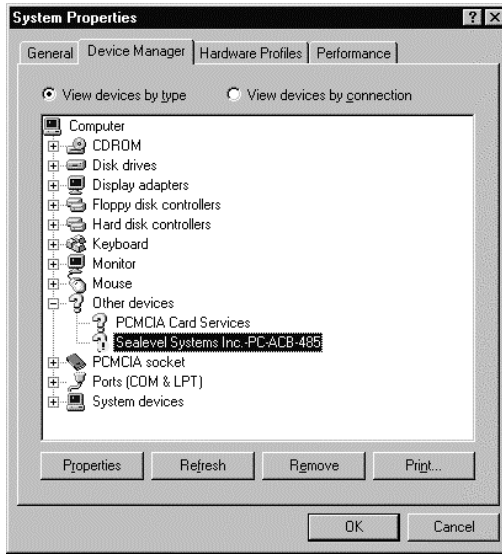 System Properties
General Device Manager Hardware Profiles Performance
View devices by type View devices by connection
Computer
CDROM
Disk drives
Display adapters
Floppy disk controllers
Hard disk controllers
Keyboard
Monitor
Mouse
Other devices
PCMCIA Card Services
Sealevel Systems Inc.-PC-ACB-485
PCMCIA socket
Ports (COM & LPT)
System devices
Properties Refresh Remove Print...
OK Cancel